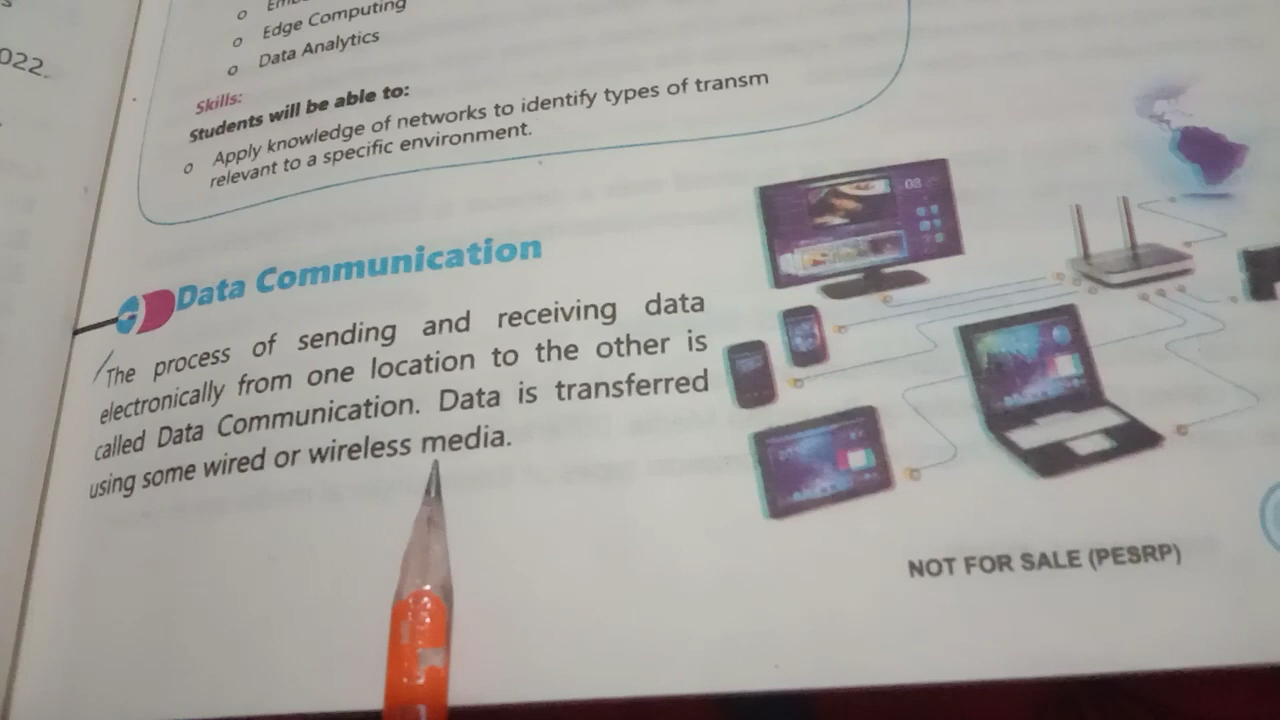 022.
o Edge Computing
o Data Analytics
Skills:
Students will be able to:
o Apply knowledge of networks to identify types of transm
relevant to a specific environment.
Data Communication
The process of sending and receiving data
electronically from one location to the other is
called Data Communication. Data is transferred
using some wired or wireless media.
08
NOT FOR SALE (PESRP)